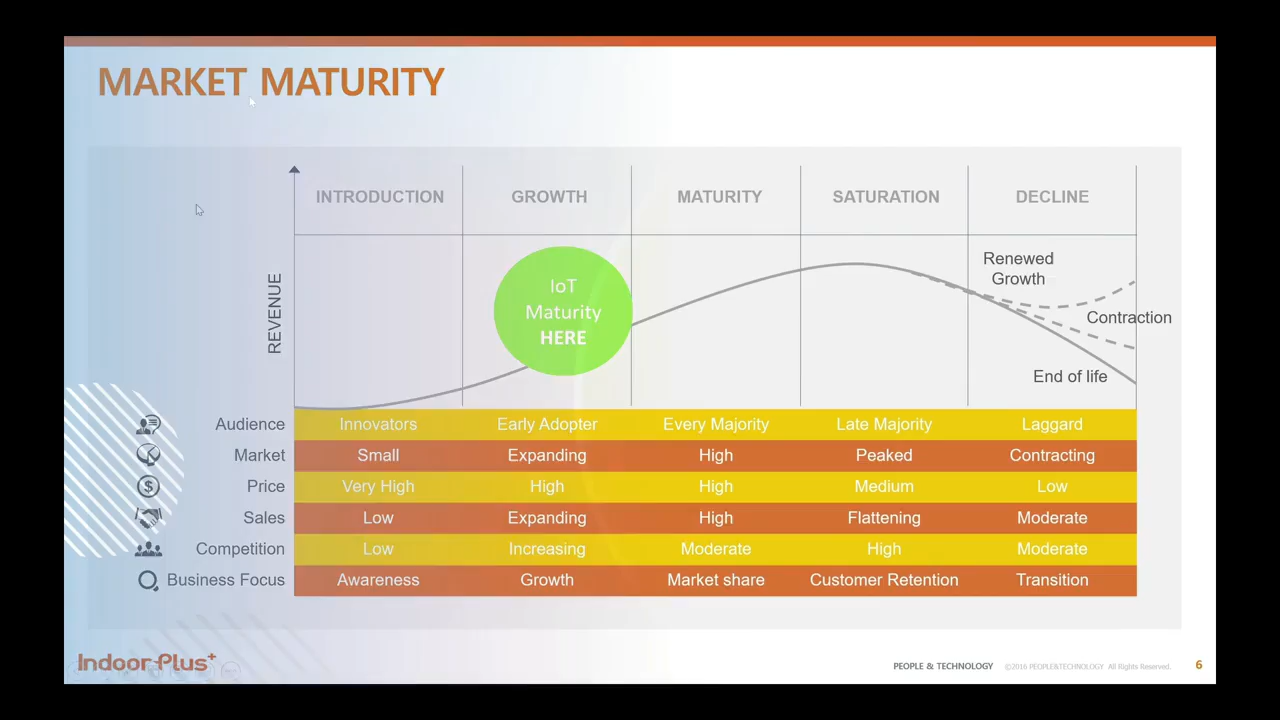 MARKET MATURITY
INTRODUCTION GROWTH MATURITY SATURATION DECLINE
REVENUE
IoT
Maturity
HERE
Renewed
Growth
Contraction
End of life
Audience Innovators Early Adopter Every Majority Late Majority Laggard
Market Small Expanding High Peaked Contracting
Price Very High High High Medium Low
Sales Low Expanding High Flattening Moderate
Competition Low Increasing Moderate High Moderate
Business Focus Awareness Growth Market share Customer Retention Transition
IndoorPlus+
PEOPLE & TECHNOLOGY ©2016 PEOPLE&TECHNOLOGY All Rights Reserved. 6